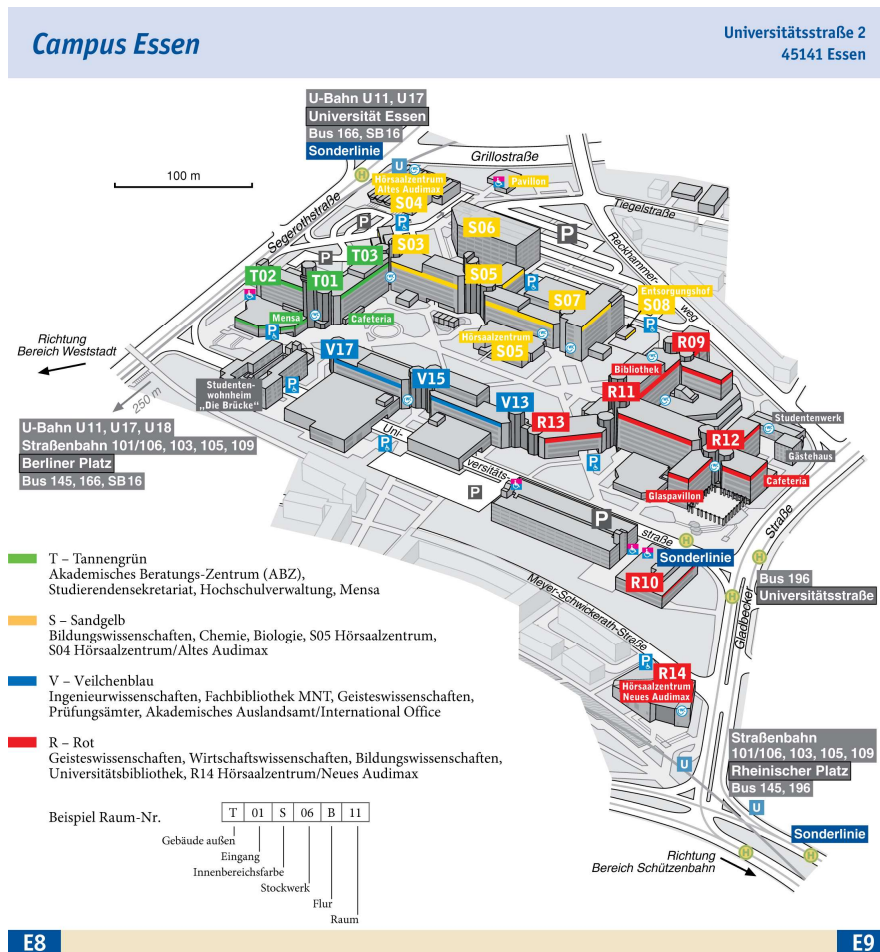 Campus Essen
Universitätsstraße 2
45141 Essen
U-Bahn U11, U17
Universität Essen
Bus 166, SB16
Sonderlinie
100 m
U
H
Grillostraße
Hörsaalzentrum
Altes Audimax
S04
Pavillon
P
Tiegelstraße
Segerothstraße
P
S06
P
Reckhammer-
weg
S03
T03
P
T02
T01
S05
P
Entsorgungshof
S08
S07
P
Mensa
Cafeteria
P
Hörsaalzentrum
S05
R09
Richtung
Bereich Weststadt
V17
Bibliothek
Studenten-
wohnheim
„Die Brücke“
P
V15
R11
250 m
V13
R13
Studentenwerk
U-Bahn U11, U17, U18
Straßenbahn 101/106, 103, 105, 109
Berliner Platz
Bus 145, 166, SB16
Uni-
versitäts-
straße
P
R12
Gästehaus
P
Cafeteria
Glaspavillon
P
P
H
Sonderlinie
Straße
Gladbecker
H
Bus 196
Universitätsstraße
H
R10
Meyer-Schwickerath-Straße
P
R14
Hörsaalzentrum
Neues Audimax
T – Tannengrün
Akademisches Beratungs-Zentrum (ABZ),
Studierendensekretariat, Hochschulverwaltung, Mensa
S – Sandgelb
Bildungswissenschaften, Chemie, Biologie, S05 Hörsaalzentrum,
S04 Hörsaalzentrum/Altes Audimax
V – Veilchenblau
Ingenieurwissenschaften, Fachbibliothek MNT, Geisteswissenschaften,
Prüfungsämter, Akademisches Auslandsamt/International Office
R – Rot
Geisteswissenschaften, Wirtschaftswissenschaften, Bildungswissenschaften,
Universitätsbibliothek, R14 Hörsaalzentrum/Neues Audimax
Straßenbahn
101/106, 103, 105, 109
Rheinischer Platz
Bus 145, 196
U
U
Sonderlinie
H
H
Richtung
Bereich Schützenbahn
Beispiel Raum-Nr.
T 01 S 06 B 11
Gebäude außen
Eingang
Innenbereichsfarbe
Stockwerk
Flur
Raum
E8
E9